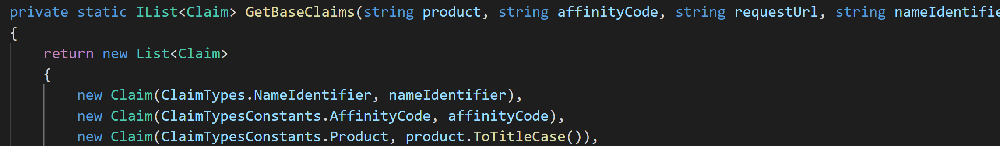 private static IList<Claim> GetBaseClaims(string product, string affinityCode, string requestUrl, string nameIdentifie
{
return new List<Claim>
{
new Claim(ClaimTypes.NameIdentifier, nameIdentifier),
new Claim(ClaimTypesConstants.AffinityCode, affinityCode),
new Claim(ClaimTypesConstants.Product, product.ToTitleCase()),